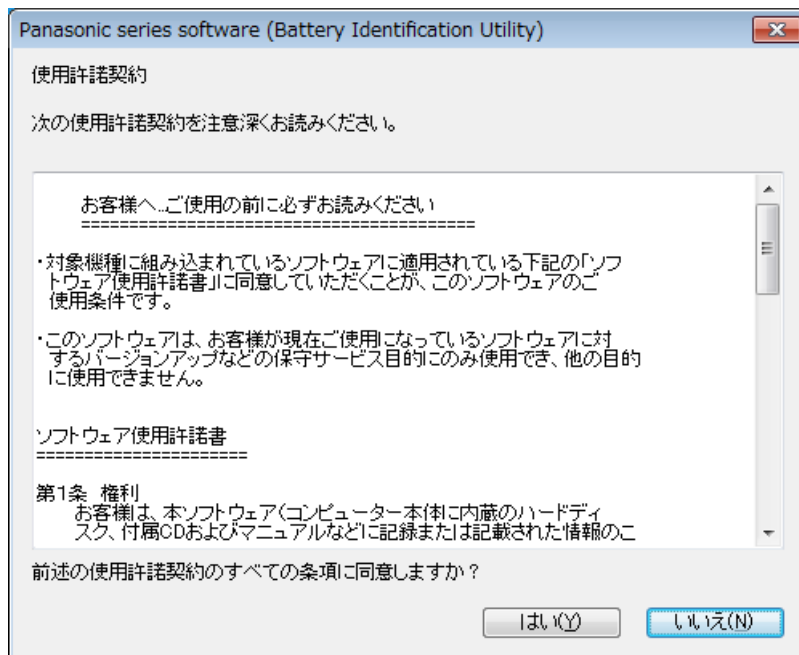 Panasonic series software (Battery Identification Utility)
使用許諾契約
次の使用許諾契約を注意深くお読みください。
お客様へ...ご使用の前に必ずお読みください
=========================================
・対象機種に組み込まれているソフトウェアに適用されている下記の「ソフ
トウェア使用許諾書」に同意していただくことが、このソフトウェアのご
使用条件です。
・このソフトウェアは、お客様が現在ご使用になっているソフトウェアに対
するバージョンアップなどの保守サービス目的にのみ使用でき、他の目的
に使用できません。
ソフトウェア使用許諾書
======================
第1条 権利
お客様は、本ソフトウェア(コンピューター本体に内蔵のハードディ
スク、付属CDおよびマニュアルなどに記録または記載された情報のこ
前述の使用許諾契約のすべての条項に同意しますか？
はい(Y)
いいえ(N)